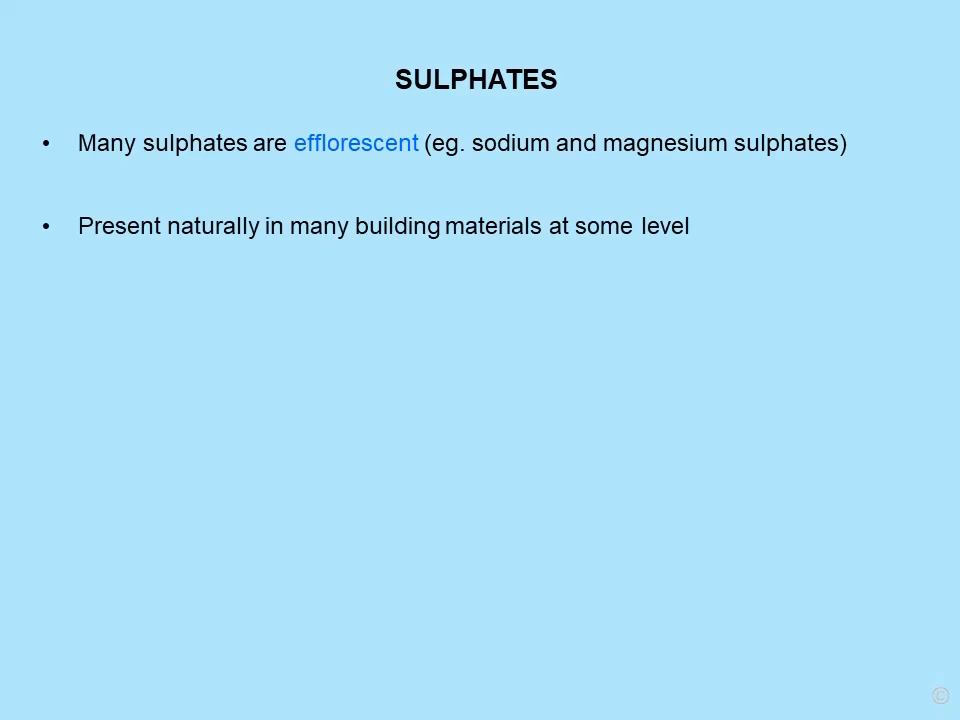 SULPHATES
• Many sulphates are efflorescent (eg. sodium and magnesium sulphates)
• Present naturally in many building materials at some level
©